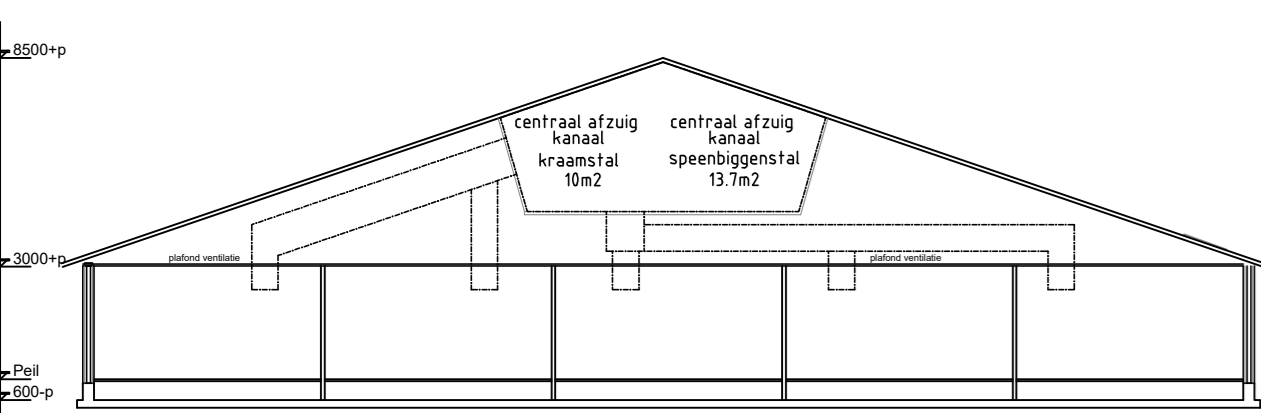 8500+p
centraal afzuig
kanaal
kraamstal
10m2
centraal afzuig
kanaal
speenbiggenstal
13.7m2
3000+p
plafond ventilatie
plafond ventilatie
Peil
600-p